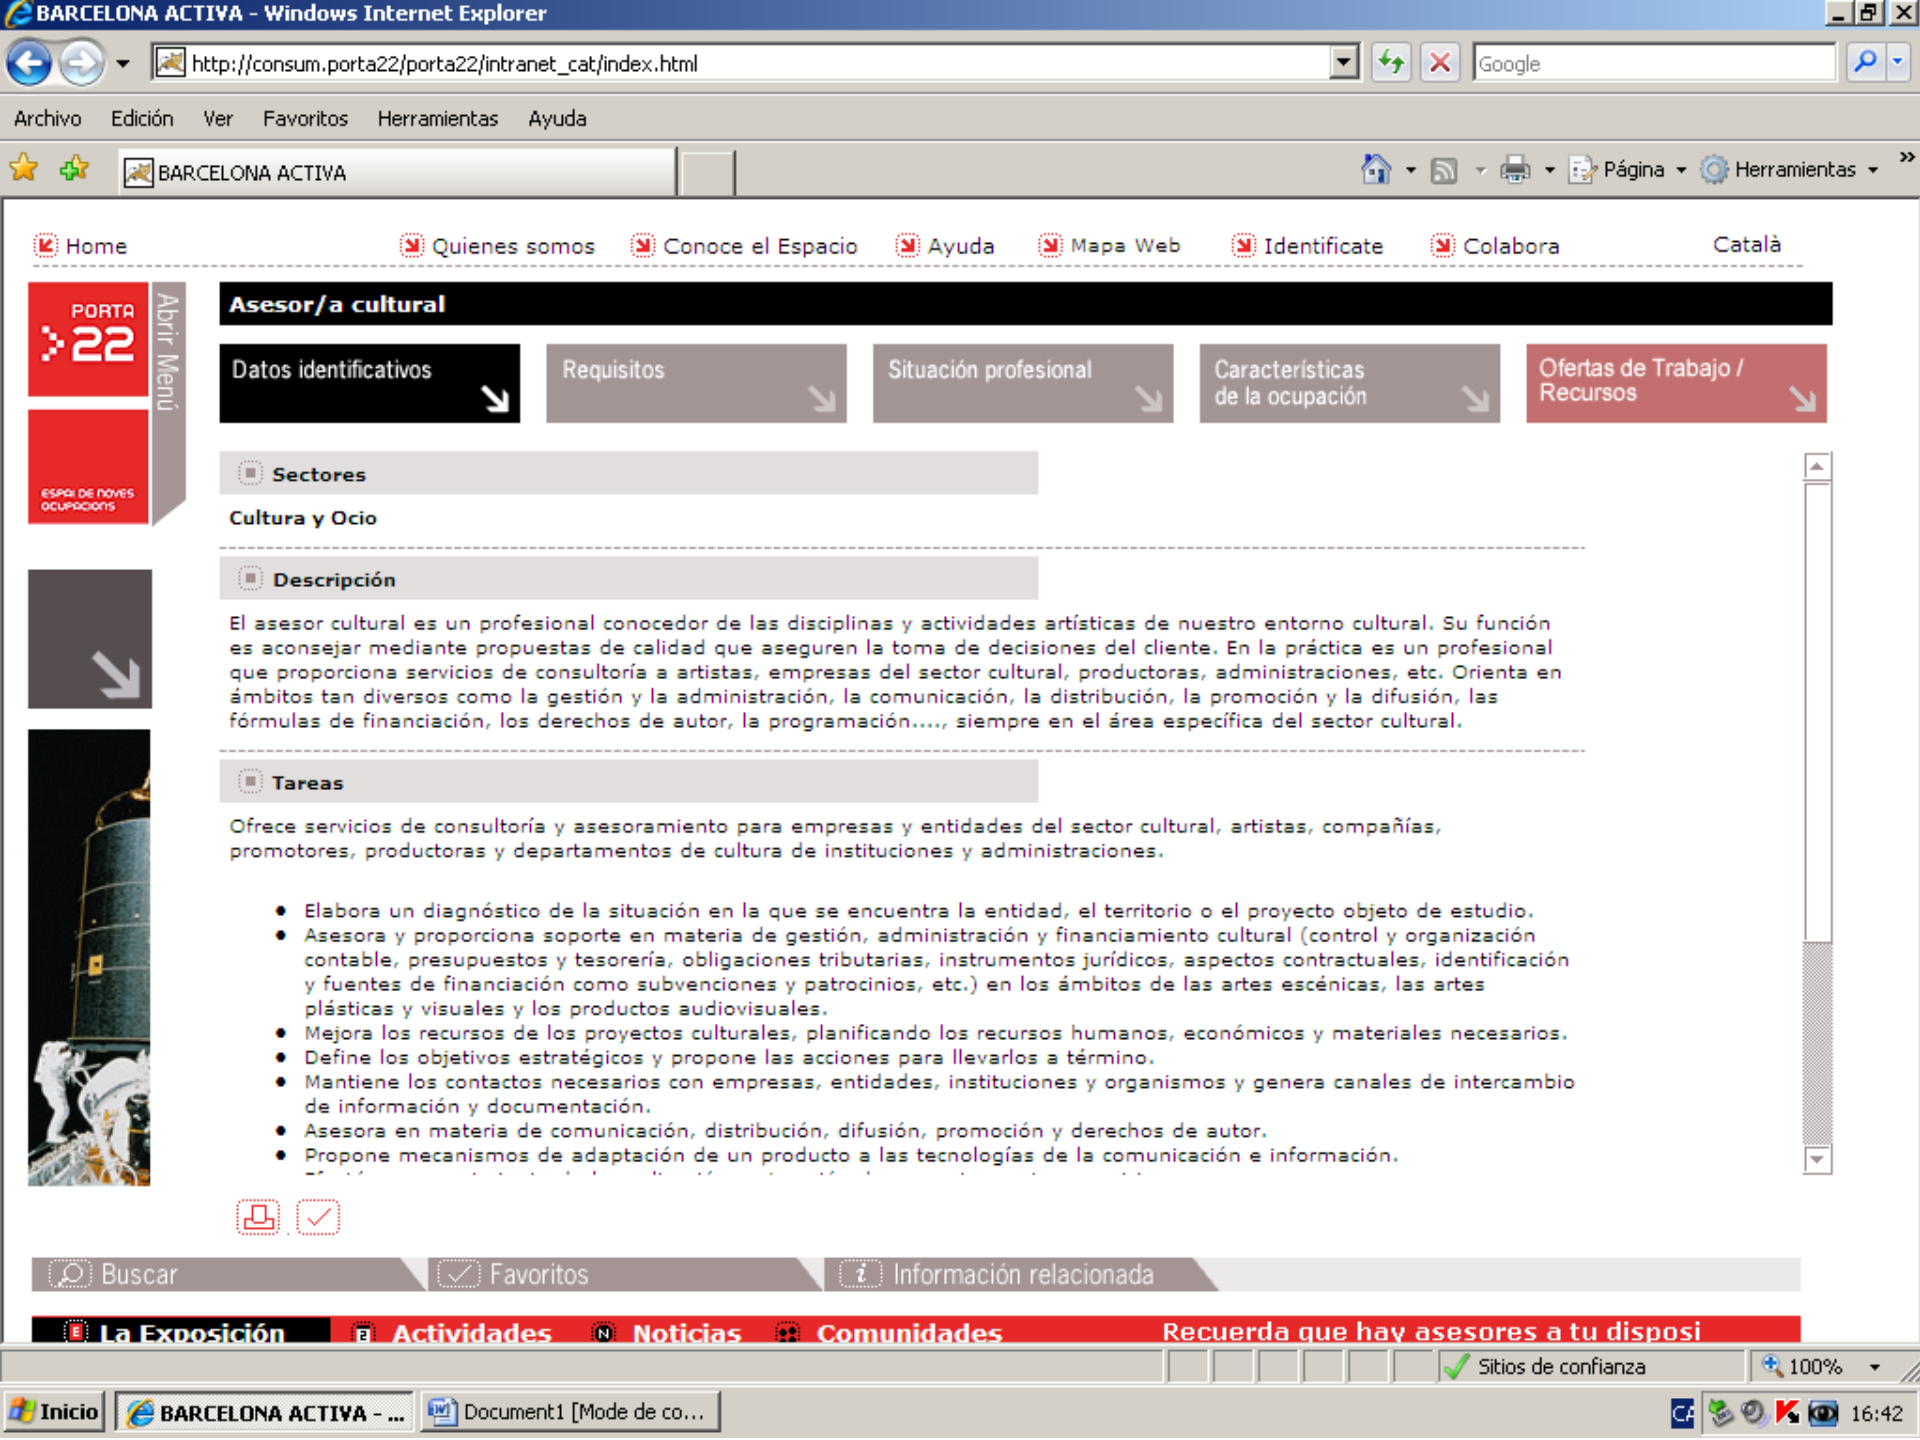 BARCELONA ACTIVA - Windows Internet Explorer
http://consum.porta22/porta22/intranet_cat/index.html
Google
Archivo Edición Ver Favoritos Herramientas Ayuda
BARCELONA ACTIVA
Página Herramientas »
Home Quienes somos Conoce el Espacio Ayuda Mapa Web Identificate Colabora Català
PORTA
22
Abrir Menú
ESPAI DE NOVES
OCUPACIONS
Asesor/a cultural
Datos identificativos
Requisitos
Situación profesional
Características
de la ocupación
Ofertas de Trabajo /
Recursos
Sectores
Cultura y Ocio
Descripción
El asesor cultural es un profesional conocedor de las disciplinas y actividades artísticas de nuestro entorno cultural. Su función
es aconsejar mediante propuestas de calidad que aseguren la toma de decisiones del cliente. En la práctica es un profesional
que proporciona servicios de consultoría a artistas, empresas del sector cultural, productoras, administraciones, etc. Orienta en
ámbitos tan diversos como la gestión y la administración, la comunicación, la distribución, la promoción y la difusión, las
fórmulas de financiación, los derechos de autor, la programación...., siempre en el área específica del sector cultural.
Tareas
Ofrece servicios de consultoría y asesoramiento para empresas y entidades del sector cultural, artistas, compañías,
promotores, productoras y departamentos de cultura de instituciones y administraciones.
• Elabora un diagnóstico de la situación en la que se encuentra la entidad, el territorio o el proyecto objeto de estudio.
• Asesora y proporciona soporte en materia de gestión, administración y financiamiento cultural (control y organización
contable, presupuestos y tesorería, obligaciones tributarias, instrumentos jurídicos, aspectos contractuales, identificación
y fuentes de financiación como subvenciones y patrocinios, etc.) en los ámbitos de las artes escénicas, las artes
plásticas y visuales y los productos audiovisuales.
• Mejora los recursos de los proyectos culturales, planificando los recursos humanos, económicos y materiales necesarios.
• Define los objetivos estratégicos y propone las acciones para llevarlos a término.
• Mantiene los contactos necesarios con empresas, entidades, instituciones y organismos y genera canales de intercambio
de información y documentación.
• Asesora en materia de comunicación, distribución, difusión, promoción y derechos de autor.
• Propone mecanismos de adaptación de un producto a las tecnologías de la comunicación e información.
Buscar Favoritos Información relacionada
La Exposición Actividades Noticias Comunidades Recuerda que hay asesores a tu disposi
Sitios de confianza 100%
Inicio BARCELONA ACTIVA - ... Document1 [Mode de co... 16:42